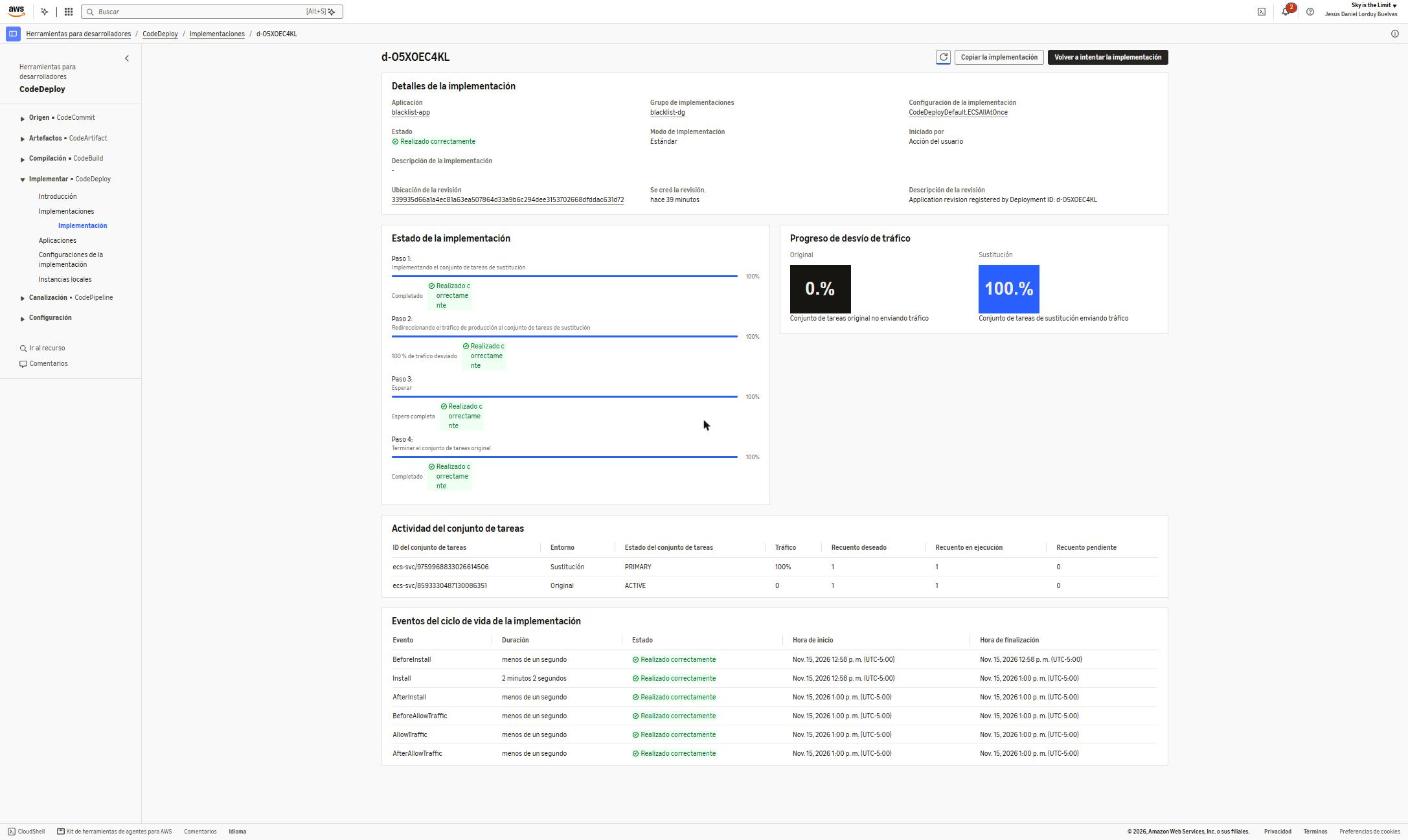 aws
Buscar [Alt+S]
2
Sky is the Limit
Jesús Daniel Lorduy Buelvas
Herramientas para desarrolladores / CodeDeploy / Implementaciones / d-O5XOEC4KL
Herramientas para
desarrolladores
CodeDeploy
Origen • CodeCommit
Artefactos • CodeArtifact
Compilación • CodeBuild
Implementar • CodeDeploy
Introducción
Implementaciones
Implementación
Aplicaciones
Configuraciones de la
implementación
Instancias locales
Canalización • CodePipeline
Configuración
Ir al recurso
Comentarios
d-O5XOEC4KL
Copiar la implementación
Volver a intentar la implementación
Detalles de la implementación
Aplicación
blacklist-app
Grupo de implementaciones
blacklist-dg
Configuración de la implementación
CodeDeployDefault.ECSAllAtOnce
Estado
Realizado correctamente
Modo de implementación
Estándar
Iniciado por
Acción del usuario
Descripción de la implementación
-
Ubicación de la revisión
339935d66a1a4ec81a63ea507864d33a9b6c294dee3153702668dfddac631d72
Se creó la revisión
hace 39 minutos
Descripción de la revisión
Application revision registered by Deployment ID: d-O5XOEC4KL
Estado de la implementación
Paso 1:
Implementando el conjunto de tareas de sustitución
100%
Completado
Realizado c
orrectame
nte
Paso 2:
Redireccionando el tráfico de producción al conjunto de tareas de sustitución
100%
100 % de tráfico desviado
Realizado c
orrectame
nte
Paso 3:
Esperar
100%
Espera completa
Realizado c
orrectame
nte
Paso 4:
Terminar el conjunto de tareas original
100%
Completado
Realizado c
orrectame
nte
Progreso de desvío de tráfico
Original
0.%
Conjunto de tareas original no enviando tráfico
Sustitución
100.%
Conjunto de tareas de sustitución enviando tráfico
Actividad del conjunto de tareas
ID del conjunto de tareas Entorno Estado del conjunto de tareas Tráfico Recuento deseado Recuento en ejecución Recuento pendiente
ecs-svc/9759968833026614506 Sustitución PRIMARY 100% 1 1 0
ecs-svc/8593330487130086351 Original ACTIVE 0 1 1 0
Eventos del ciclo de vida de la implementación
Evento Duración Estado Hora de inicio Hora de finalización
BeforeInstall menos de un segundo Realizado correctamente Nov. 15, 2026 12:58 p. m. (UTC-5:00) Nov. 15, 2026 12:58 p. m. (UTC-5:00)
Install 2 minutos 2 segundos Realizado correctamente Nov. 15, 2026 12:58 p. m. (UTC-5:00) Nov. 15, 2026 1:00 p. m. (UTC-5:00)
AfterInstall menos de un segundo Realizado correctamente Nov. 15, 2026 1:00 p. m. (UTC-5:00) Nov. 15, 2026 1:00 p. m. (UTC-5:00)
BeforeAllowTraffic menos de un segundo Realizado correctamente Nov. 15, 2026 1:00 p. m. (UTC-5:00) Nov. 15, 2026 1:00 p. m. (UTC-5:00)
AllowTraffic menos de un segundo Realizado correctamente Nov. 15, 2026 1:00 p. m. (UTC-5:00) Nov. 15, 2026 1:00 p. m. (UTC-5:00)
AfterAllowTraffic menos de un segundo Realizado correctamente Nov. 15, 2026 1:00 p. m. (UTC-5:00) Nov. 15, 2026 1:00 p. m. (UTC-5:00)
CloudShell Kit de herramientas de agentes para AWS Comentarios Idioma © 2026, Amazon Web Services, Inc. o sus filiales. Privacidad Términos Preferencias de cookies